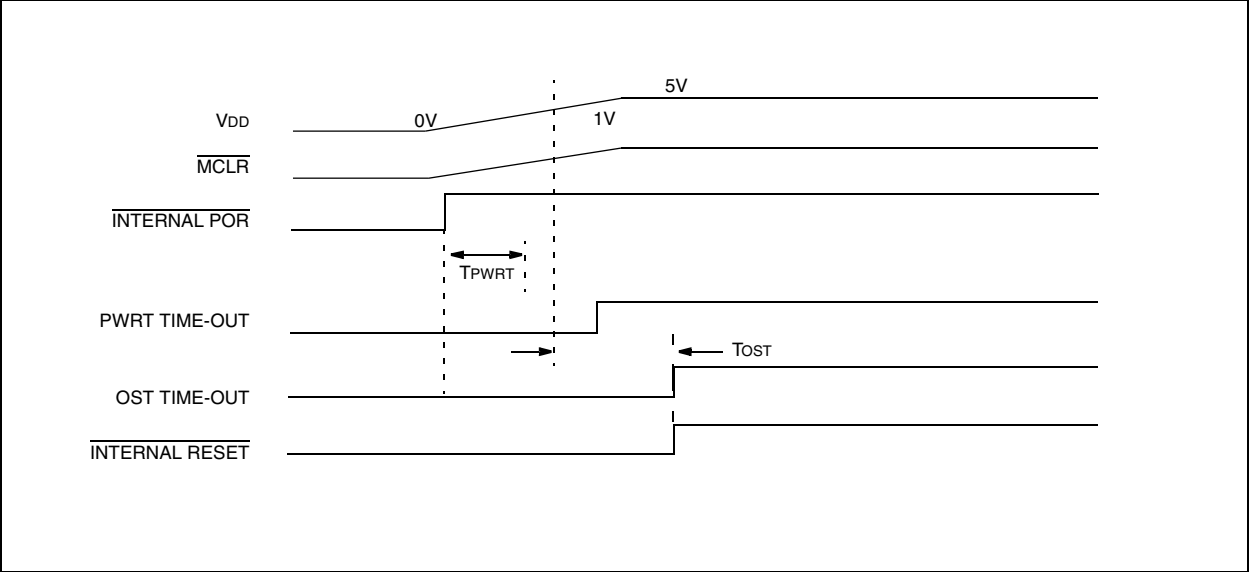 5V
VDD 0V 1V
MCLR
INTERNAL POR
TPWRT
PWRT TIME-OUT
TOST
OST TIME-OUT
INTERNAL RESET